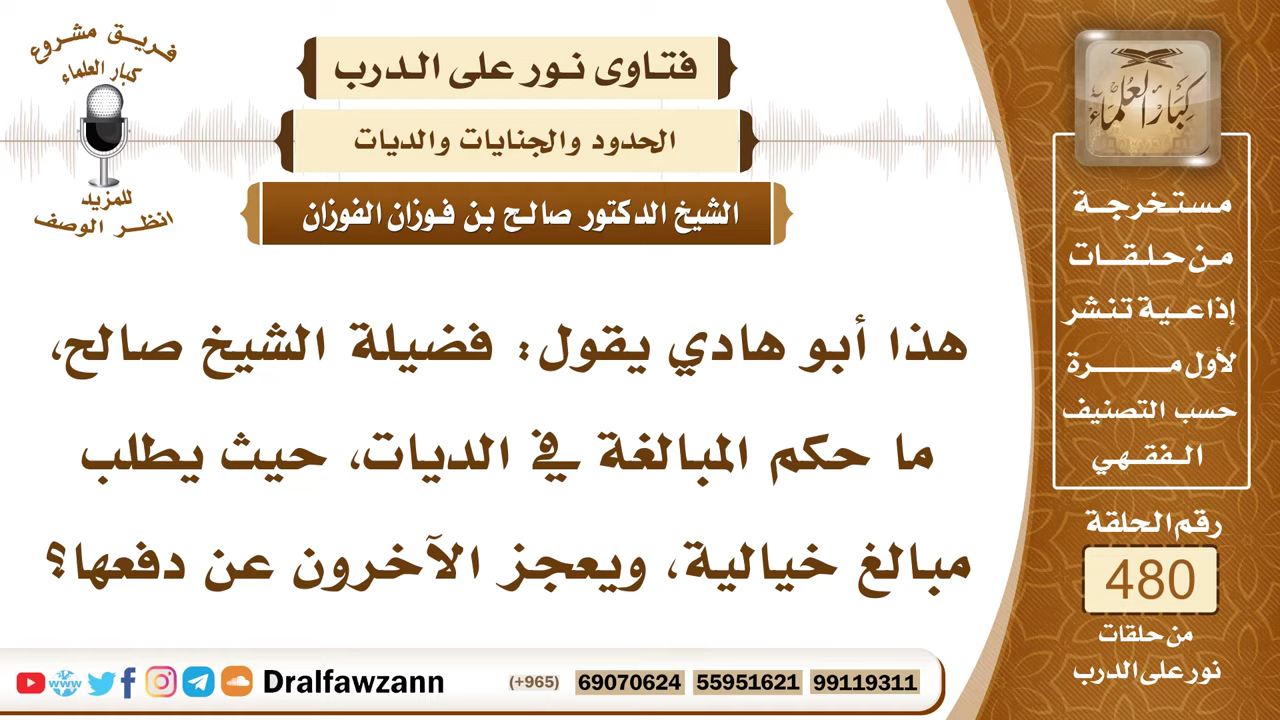 فريق مشروع
كبار العلماء
للمزيد
انظر الوصف
فتاوى نور على الدرب
الحدود والجنايات والديات
الشيخ الدكتور صالح بن فوزان الفوزان
هذا أبو هادي يقول: فضيلة الشيخ صالح،
ما حكم المبالغة في الديات، حيث يطلب
مبالغ خيالية، ويعجز الآخرون عن دفعها؟
كبار العلماء
مستخرجة
من حلقات
إذاعية تنشر
لأول مرة
حسب التصنيف
الفقهي
رقم الحلقة
480
من حلقات
نور على الدرب
www Dralfawzann (+965) 69070624 55951621 99119311